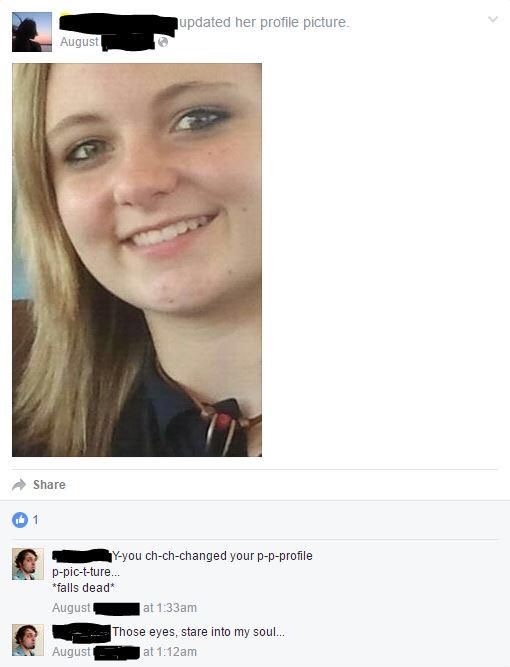 updated her profile picture.
August
Share
1
Y-you ch-ch-changed your p-p-profile
p-pic-t-ture...
*falls dead*
August at 1:33am
Those eyes, stare into my soul...
August at 1:12am